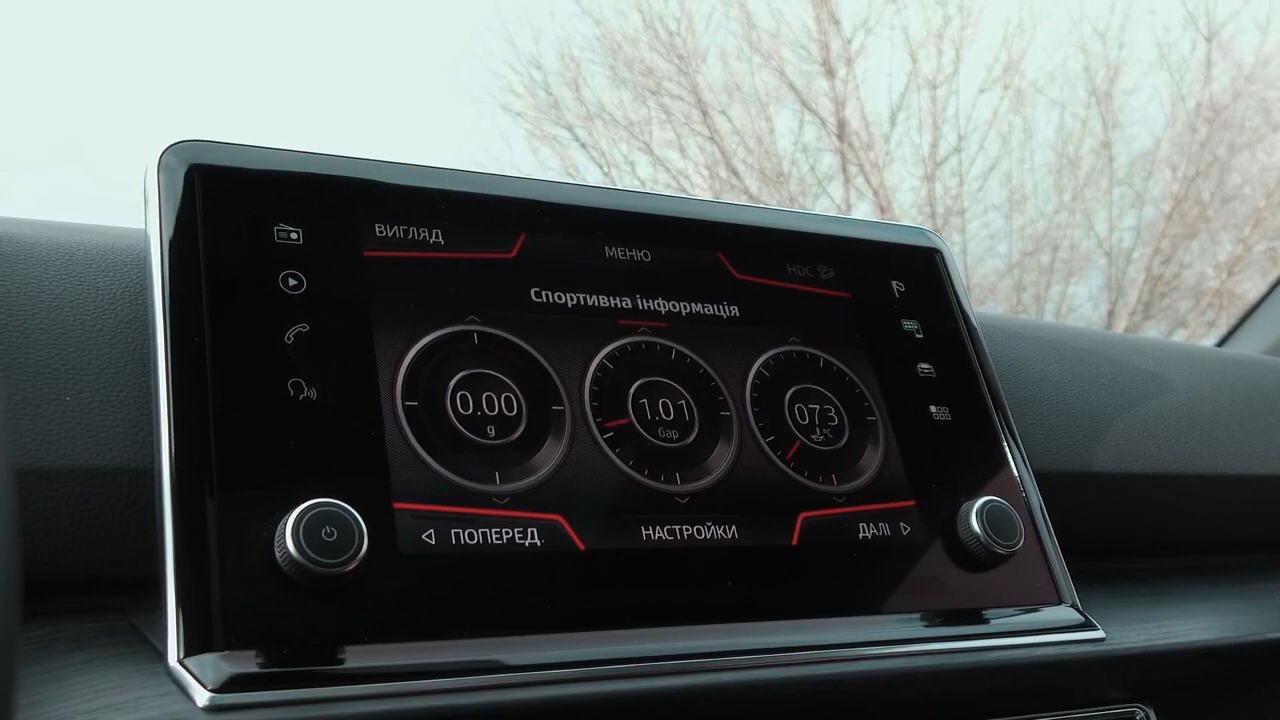 ВИГЛЯД
МЕНЮ
HDC
Спортивна інформація
0.00
g
1.01
бар
073
°C
ПОПЕРЕД.
НАСТРОЙКИ
ДАЛІ